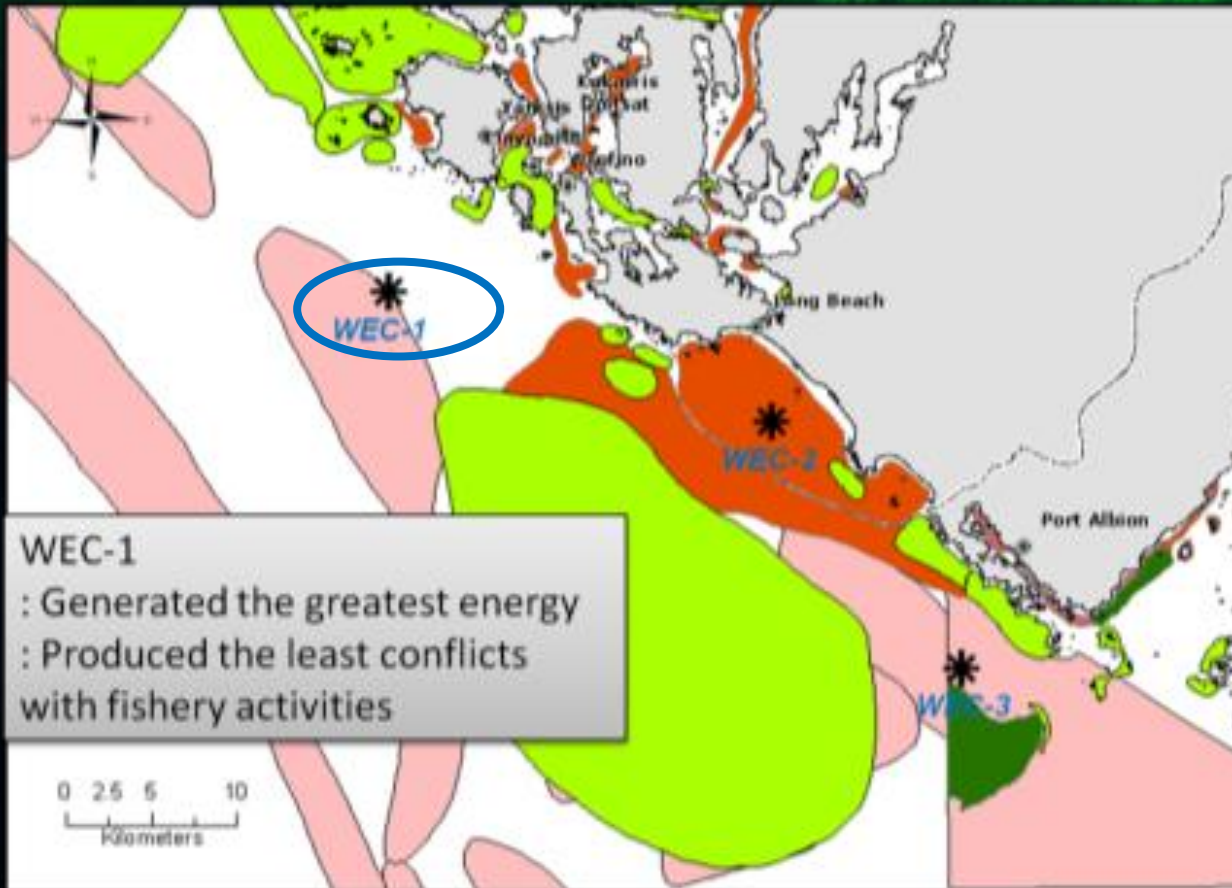 Long Beach
WEC-1
WEC-2
Port Albion
WEC-1
: Generated the greatest energy
: Produced the least conflicts
with fishery activities
WEC-3
0 2.5 5 10
Kilometers